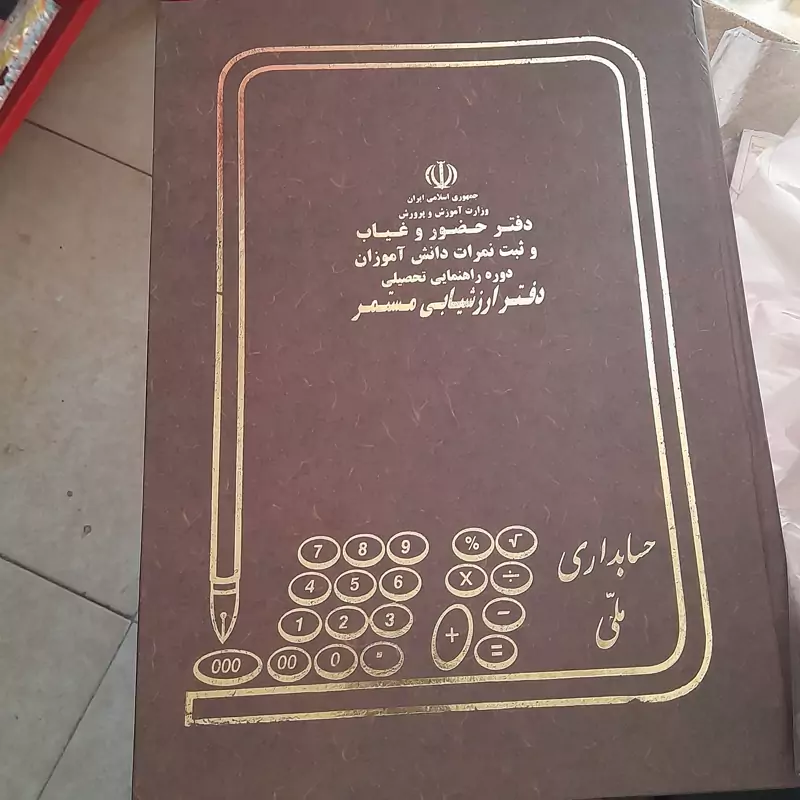 جمهوری اسلامی ایران
وزارت آموزش و پرورش
دفتر حضور و غیاب
و ثبت نمرات دانش آموزان
دوره راهنمایی تحصیلی
دفتر ارزشیابی مستمر
7 8 9 % √
4 5 6 X ÷
1 2 3 + −
000 00 0 =
حسابداری
ملّی